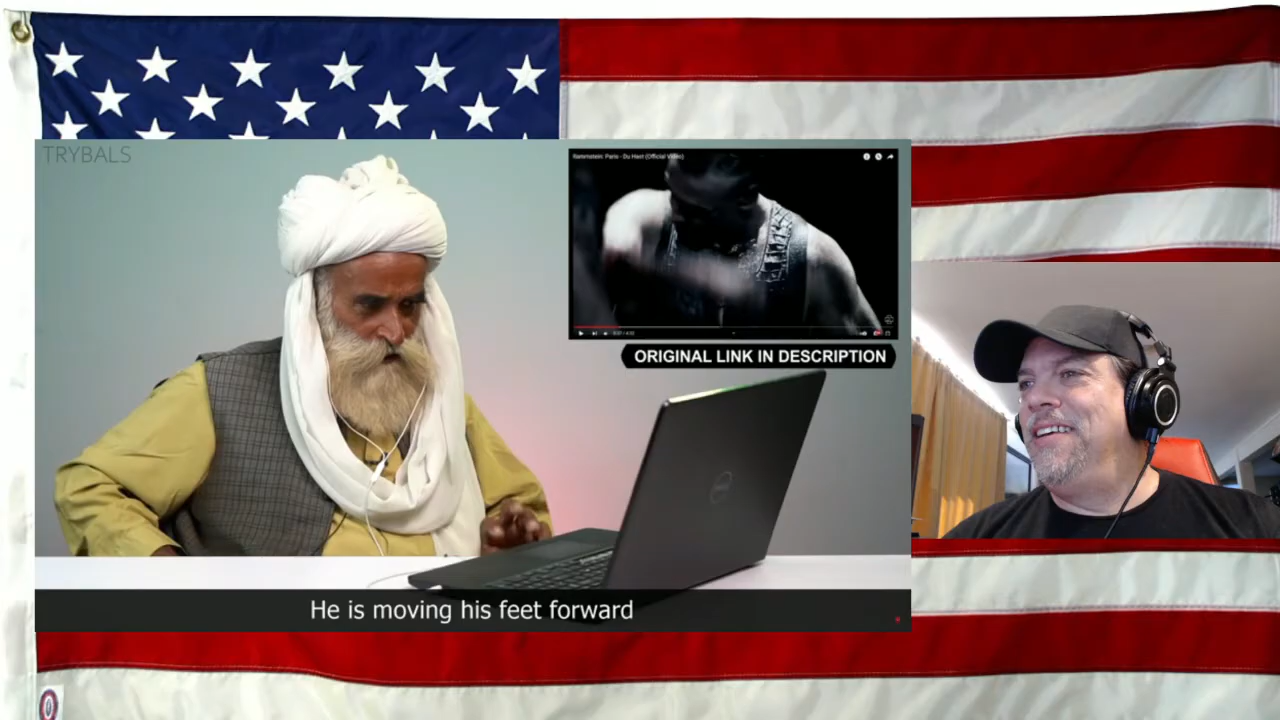 TRYBALS
Rammstein: Paris - Du Hast (Official Video)
ORIGINAL LINK IN DESCRIPTION
He is moving his feet forward